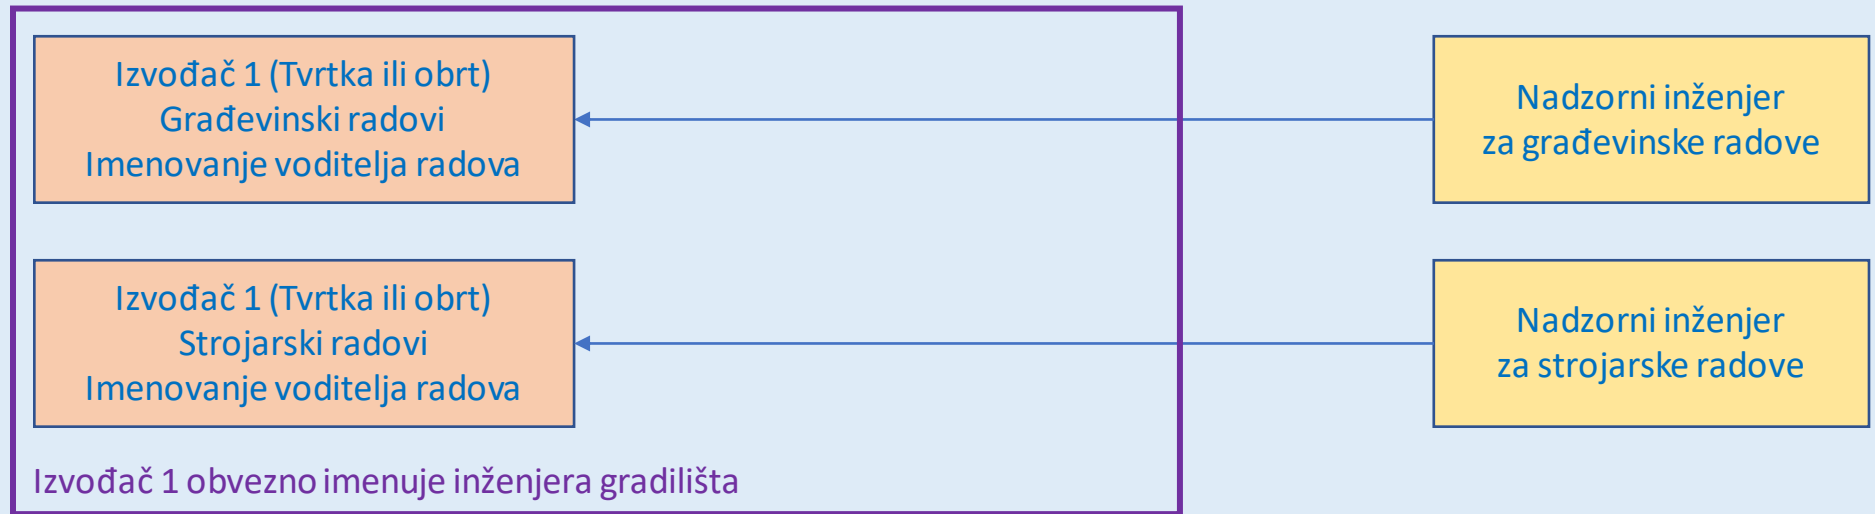 Izvođač 1 (Tvrtka ili obrt)
Građevinski radovi
Imenovanje voditelja radova
Nadzorni inženjer
za građevinske radove
Izvođač 1 (Tvrtka ili obrt)
Strojarski radovi
Imenovanje voditelja radova
Nadzorni inženjer
za strojarske radove
Izvođač 1 obvezno imenuje inženjera gradilišta